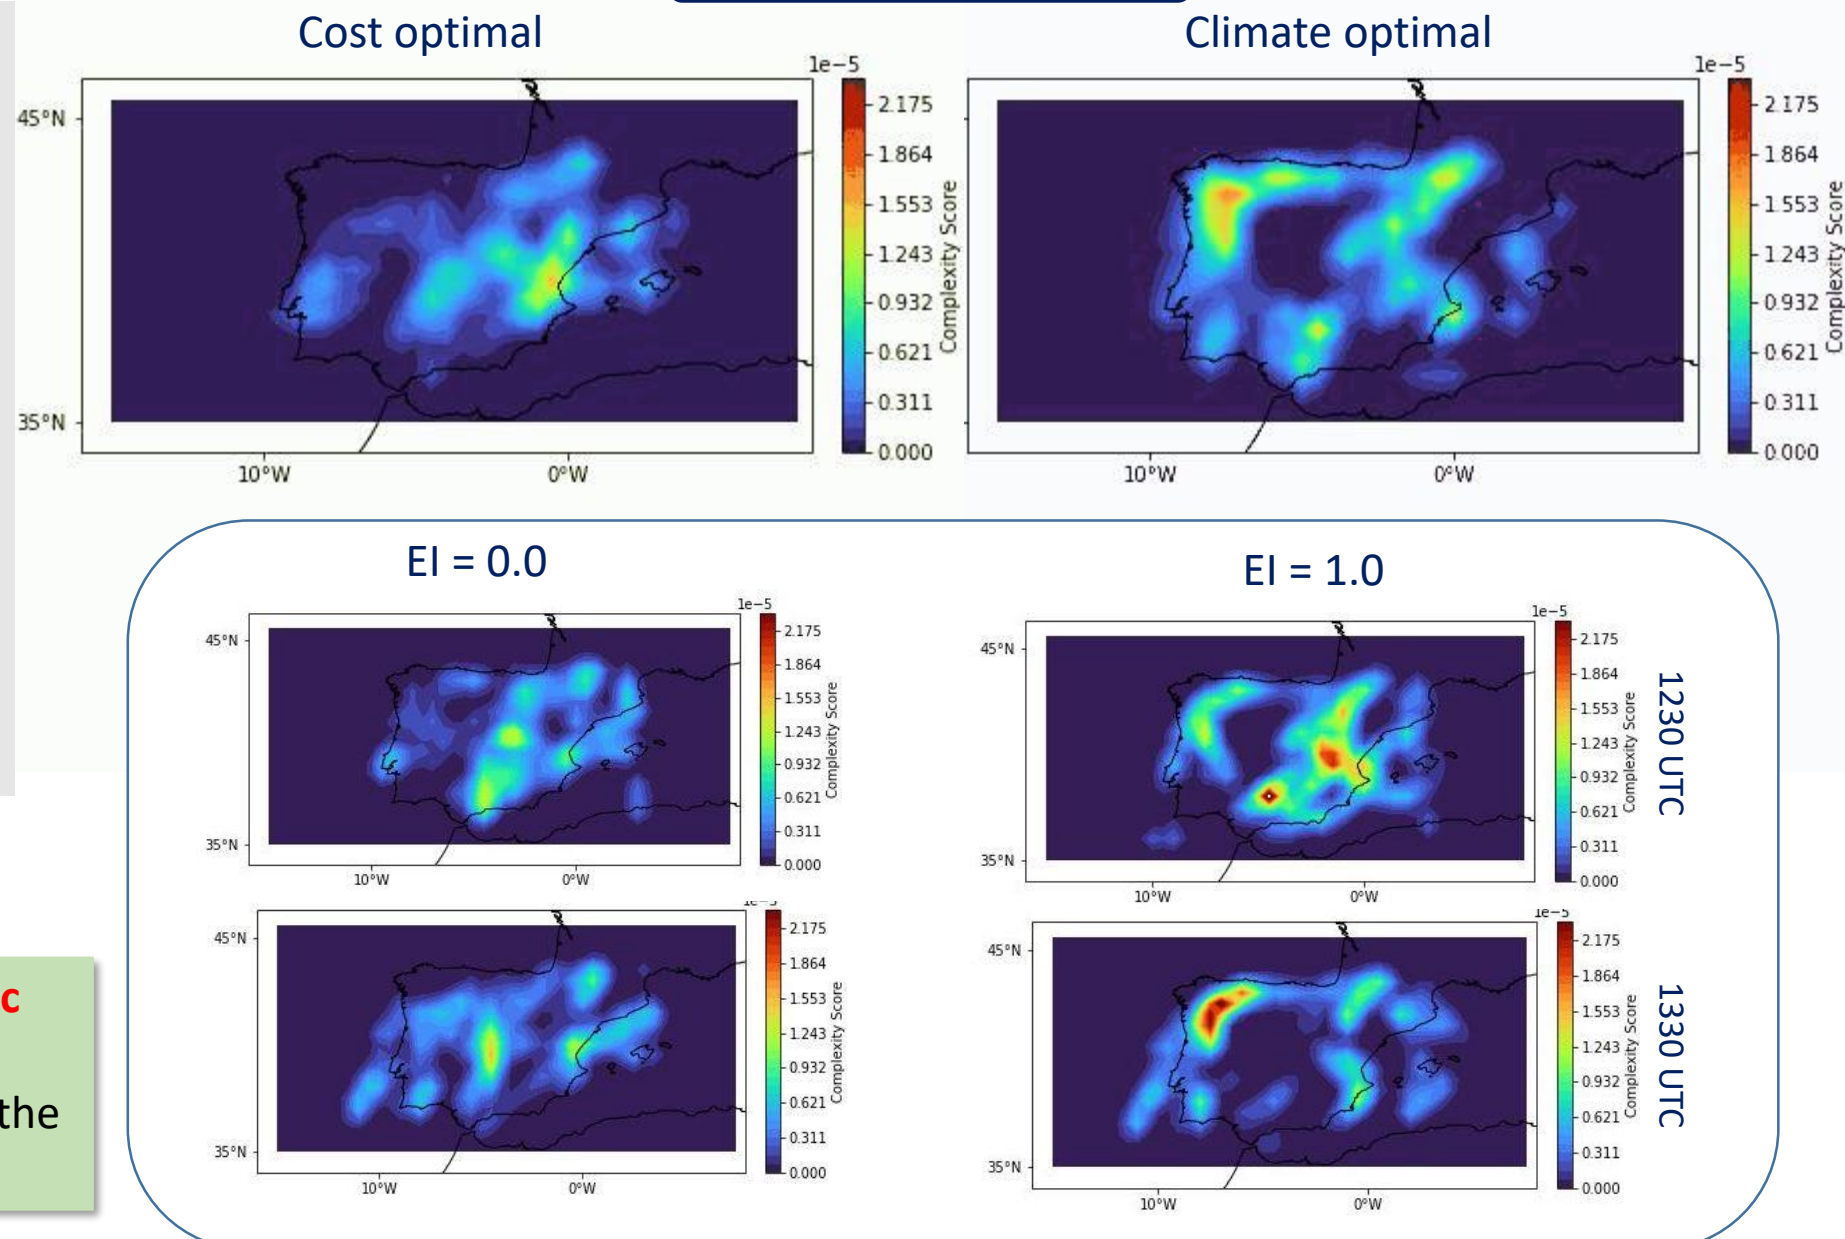 Cost optimal
Climate optimal
1e−5
2.175
1.864
1.553
1.243
0.932
0.621
0.311
0.000
Complexity Score
45°N
35°N
10°W
0°W
1e−5
2.175
1.864
1.553
1.243
0.932
0.621
0.311
0.000
Complexity Score
10°W
0°W
EI = 0.0
EI = 1.0
1e−5
2.175
1.864
1.553
1.243
0.932
0.621
0.311
0.000
Complexity Score
45°N
35°N
10°W
0°W
1e−5
2.175
1.864
1.553
1.243
0.932
0.621
0.311
0.000
Complexity Score
45°N
35°N
10°W
0°W
1230 UTC
2.175
1.864
1.553
1.243
0.932
0.621
0.311
0.000
Complexity Score
45°N
35°N
10°W
0°W
1e−5
2.175
1.864
1.553
1.243
0.932
0.621
0.311
0.000
Complexity Score
45°N
35°N
10°W
0°W
1330 UTC
c
the